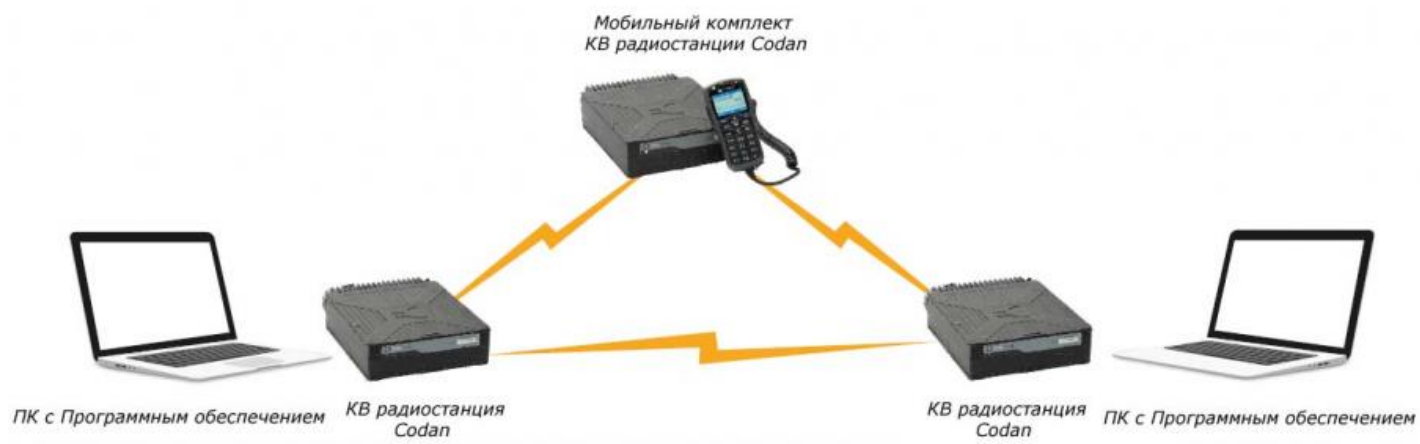 Мобильный комплект
КВ радиостанции Codan
ПК с Программным обеспечением
КВ радиостанция
Codan
КВ радиостанция
Codan
ПК с Программным обеспечением